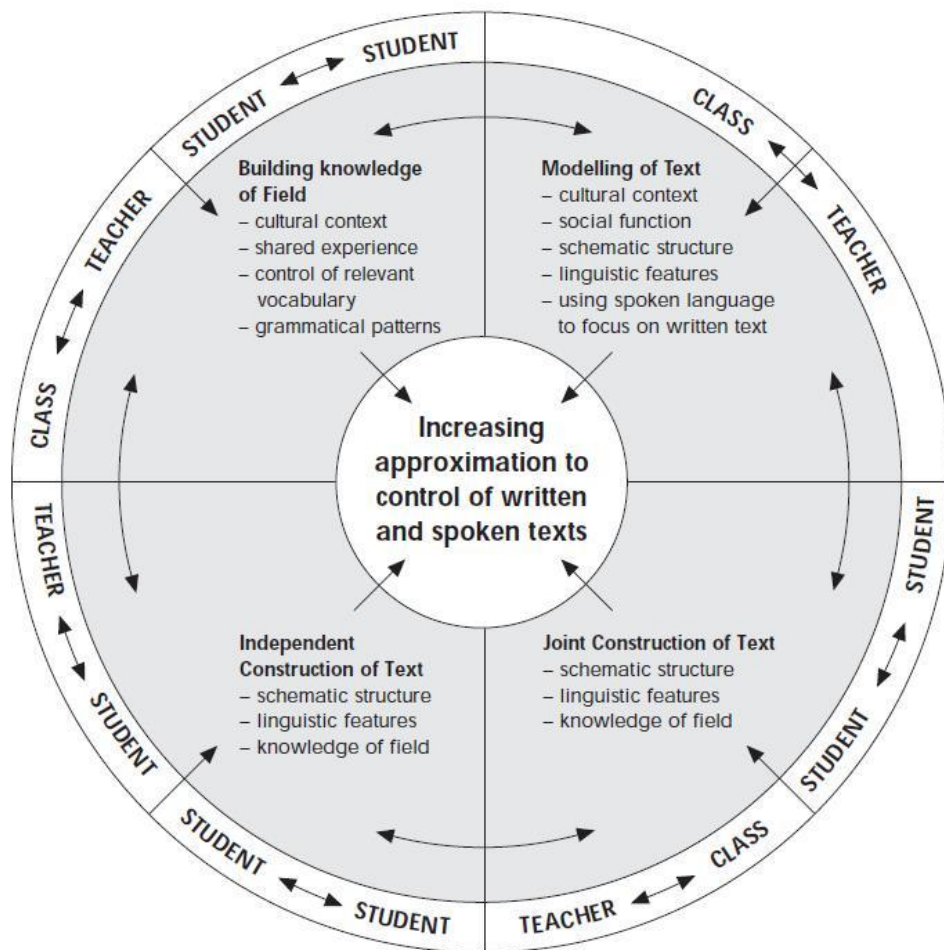 STUDENT
STUDENT
CLASS
TEACHER
TEACHER
CLASS
Building knowledge
of Field
– cultural context
– shared experience
– control of relevant
vocabulary
– grammatical patterns
Modelling of Text
– cultural context
– social function
– schematic structure
– linguistic features
– using spoken language
to focus on written text
Increasing
approximation to
control of written
and spoken texts
Independent
Construction of Text
– schematic structure
– linguistic features
– knowledge of field
Joint Construction of Text
– schematic structure
– linguistic features
– knowledge of field
TEACHER
STUDENT
STUDENT
STUDENT
TEACHER
CLASS
STUDENT
STUDENT